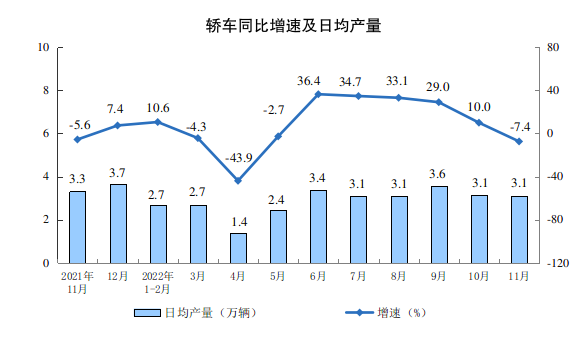 轿车同比增速及日均产量
10
8
6
4
2
0
80
40
0
-40
-80
-120
-5.6
7.4
10.6
-4.3
-43.9
-2.7
36.4
34.7
33.1
29.0
10.0
-7.4
3.3
3.7
2.7
2.7
1.4
2.4
3.4
3.1
3.1
3.6
3.1
3.1
2021年
11月
12月
2022年
1-2月
3月
4月
5月
6月
7月
8月
9月
10月
11月
日均产量（万辆）
增速（%）